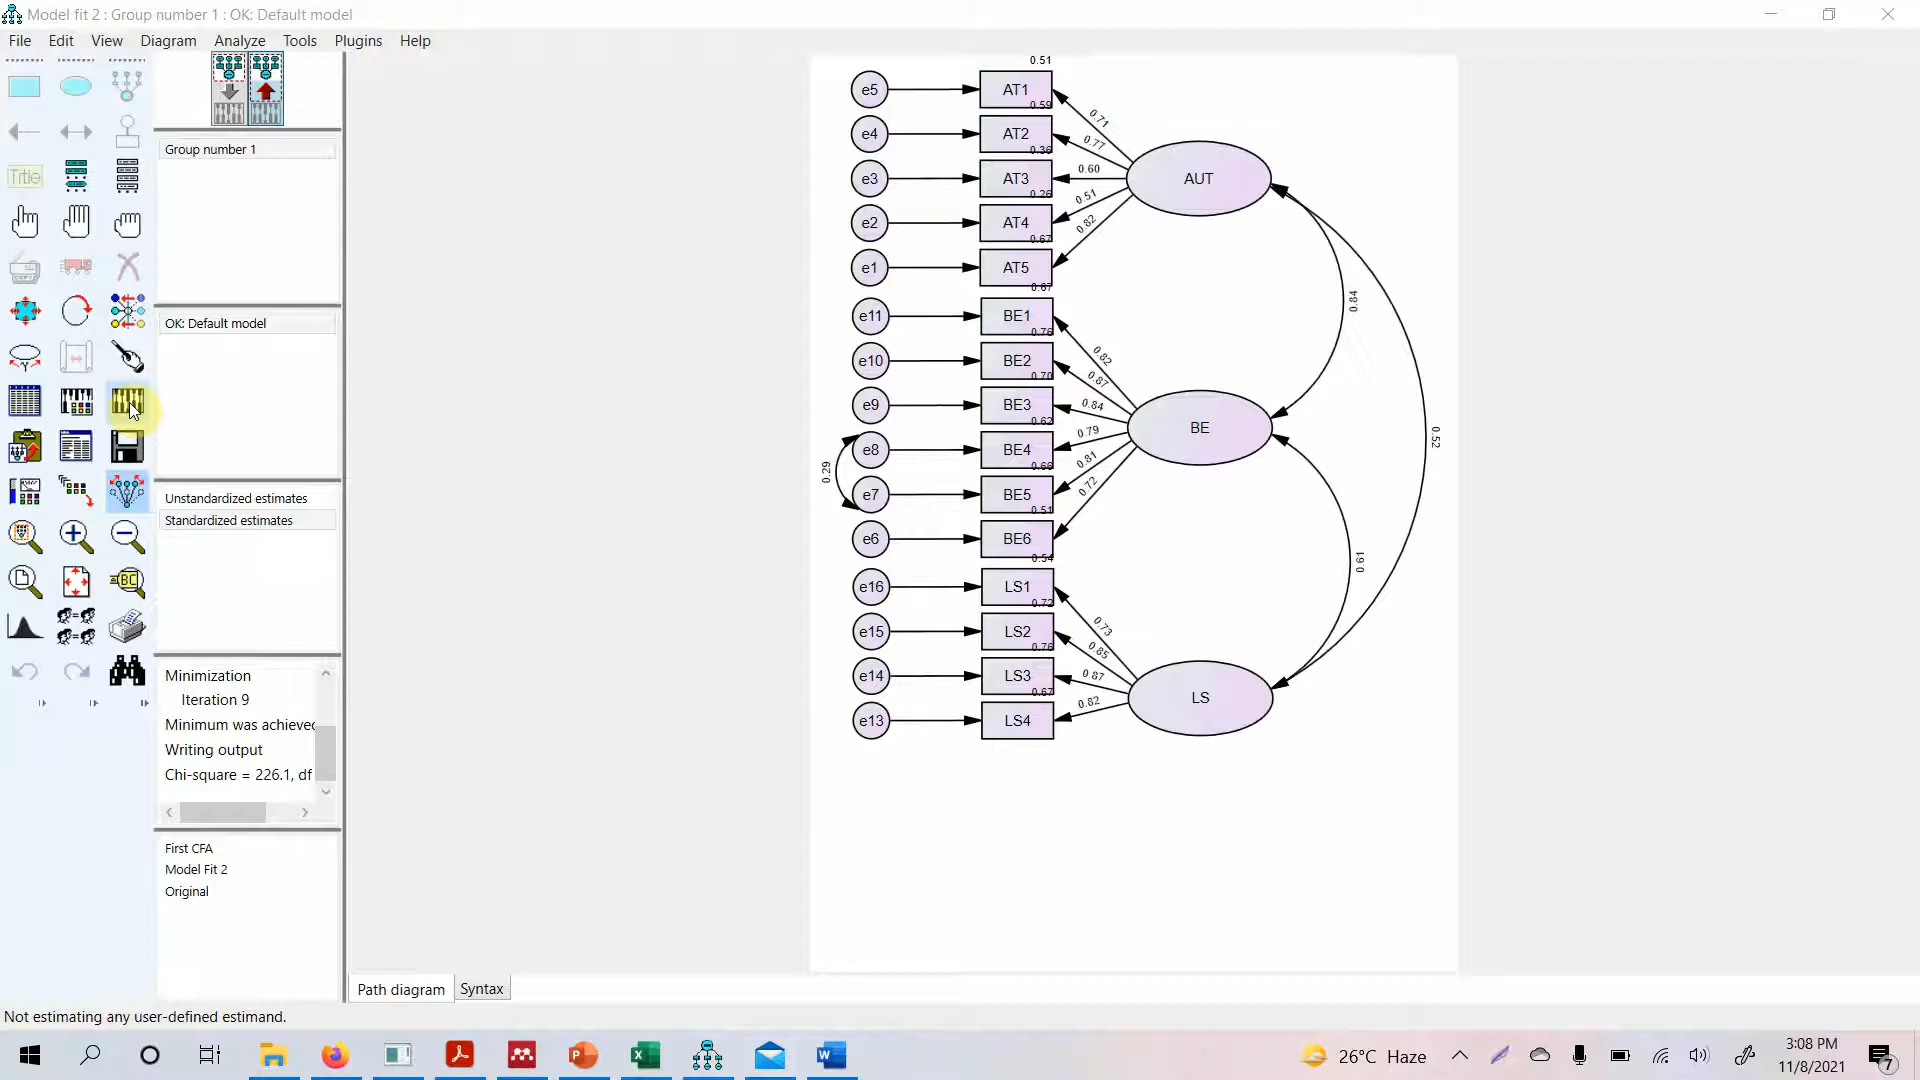 Model fit 2 : Group number 1 : OK: Default model
File Edit View Diagram Analyze Tools Plugins Help
Title
Group number 1
OK: Default model
Unstandardized estimates
Standardized estimates
Minimization
Iteration 9
Minimum was achieved
Writing output
Chi-square = 226.1, df
First CFA
Model Fit 2
Original
0.51
e5 AT1 0.71
0.59
e4 AT2 0.77
0.36
e3 AT3 0.60
0.26
e2 AT4 0.51
0.67
e1 AT5 0.82
AUT
0.67
e11 BE1 0.82
0.76
e10 BE2 0.87
0.70
e9 BE3 0.84
0.62
e8 BE4 0.79
0.66
e7 BE5 0.81
0.51
e6 BE6 0.72
BE
0.29
0.54
e16 LS1 0.73
0.72
e15 LS2 0.85
0.76
e14 LS3 0.87
0.67
e13 LS4 0.82
LS
0.84
0.52
0.61
Path diagram Syntax
Not estimating any user-defined estimand.
26°C Haze
3:08 PM
11/8/2021
7